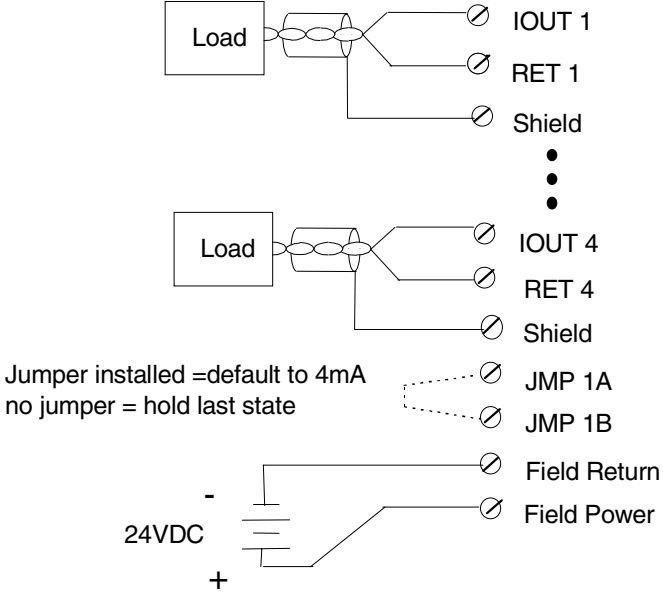 Load
IOUT 1
RET 1
Shield
Load
IOUT 4
RET 4
Shield
Jumper installed =default to 4mA
no jumper = hold last state
JMP 1A
JMP 1B
Field Return
-
24VDC
Field Power
+